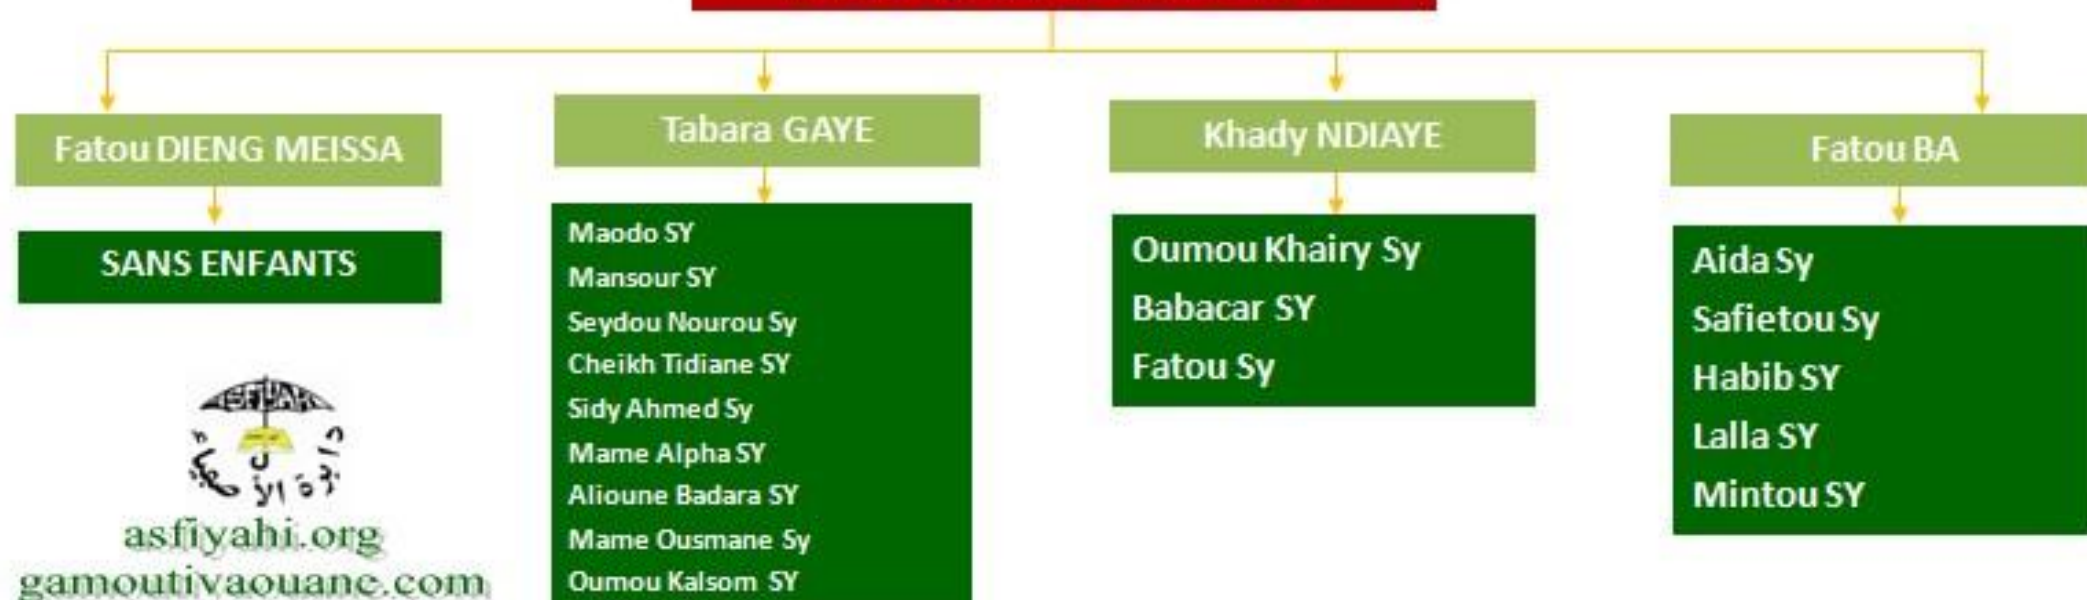 Fatou DIENG MEISSA
SANS ENFANTS
Tabara GAYE
Maodo SY
Mansour SY
Seydou Nourou Sy
Cheikh Tidiane SY
Sidy Ahmed Sy
Mame Alpha SY
Alioune Badara SY
Mame Ousmane Sy
Oumou Kalsom SY
Khady NDIAYE
Oumou Khairy Sy
Babacar SY
Fatou Sy
Fatou BA
Aida Sy
Safietou Sy
Habib SY
Lalla SY
Mintou SY
asfiyahi.org
gamoutivaouane.com